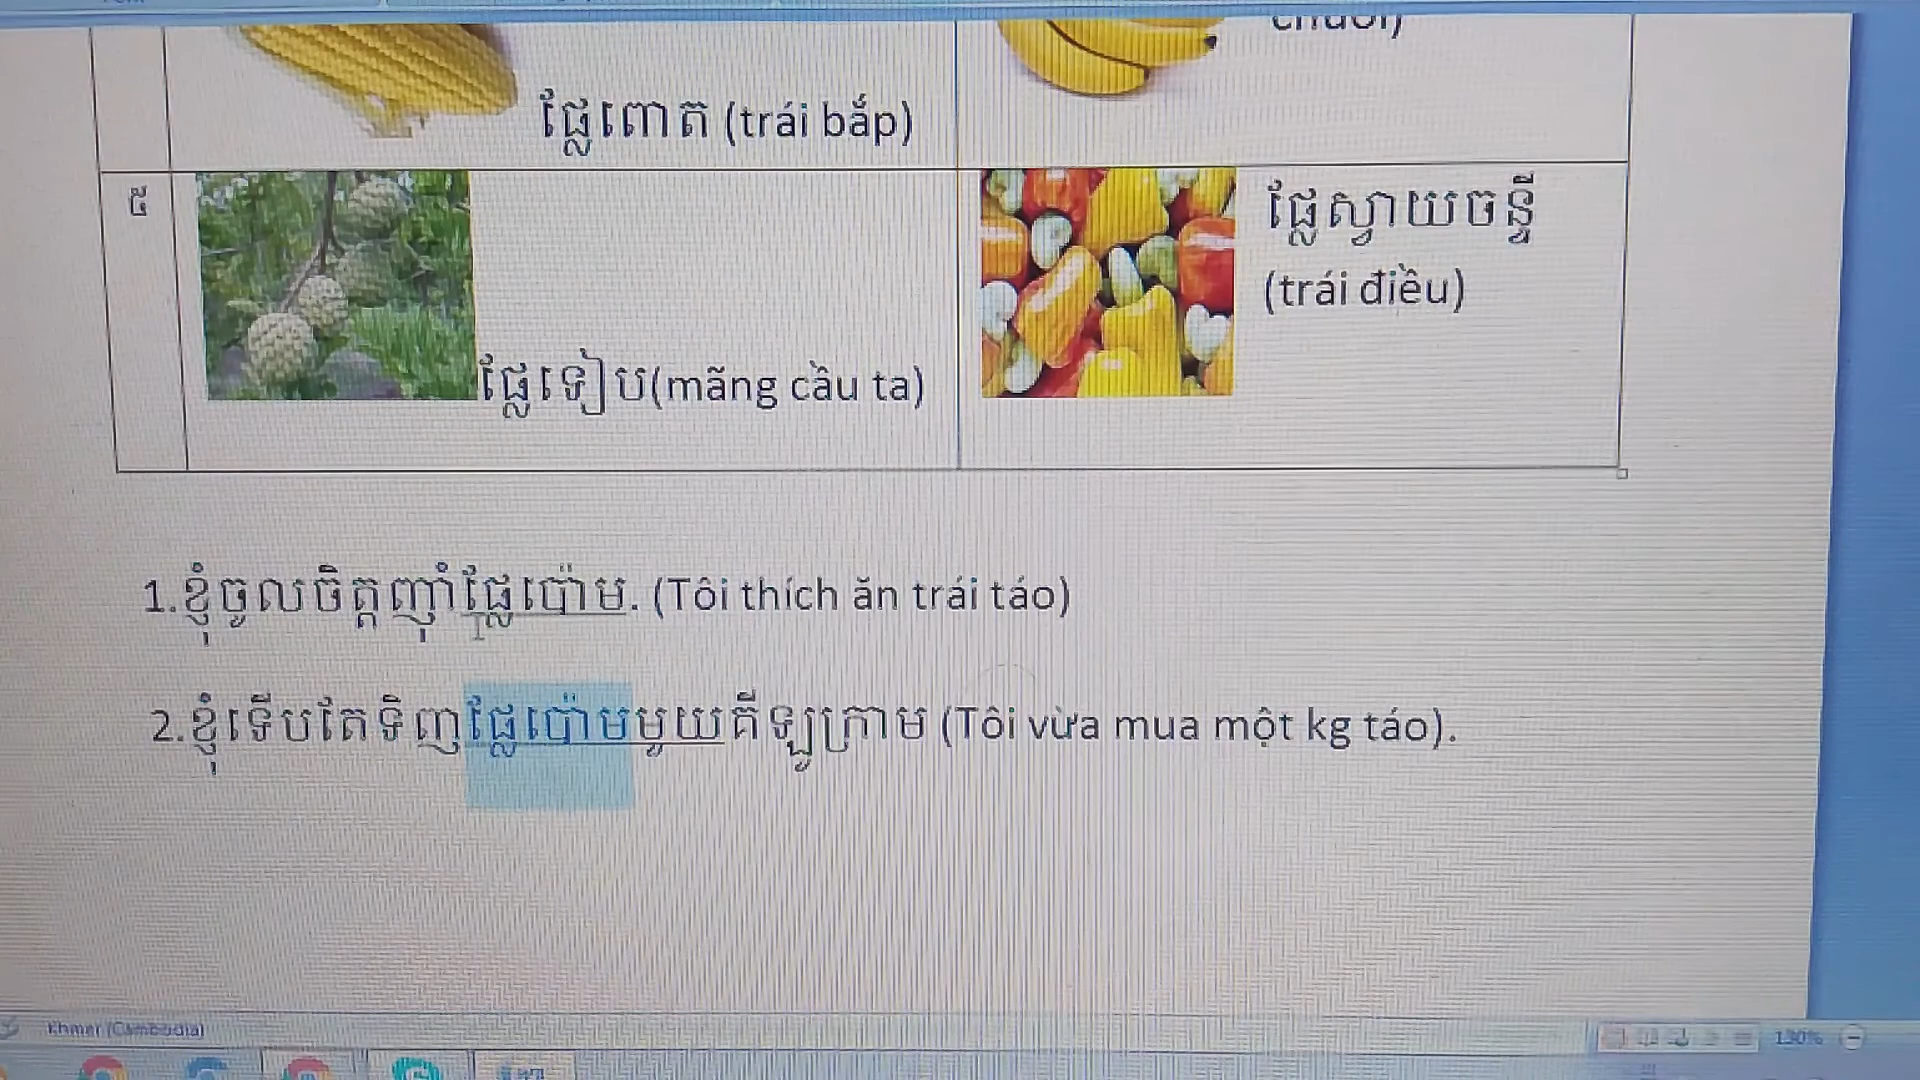 chuối)
ផ្លែពោត (trái bắp)
៥
ផ្លែស្វាយចន្ទី
(trái điều)
ផ្លែទៀប(mãng cầu ta)
1.ខ្ញុំចូលចិត្តញ៉ាំផ្លែប៉ោម. (Tôi thích ăn trái táo)
2.ខ្ញុំទើបតែទិញផ្លែប៉ោមមួយគីឡូក្រាម (Tôi vừa mua một kg táo).
Khmer (Cambodia)
130%